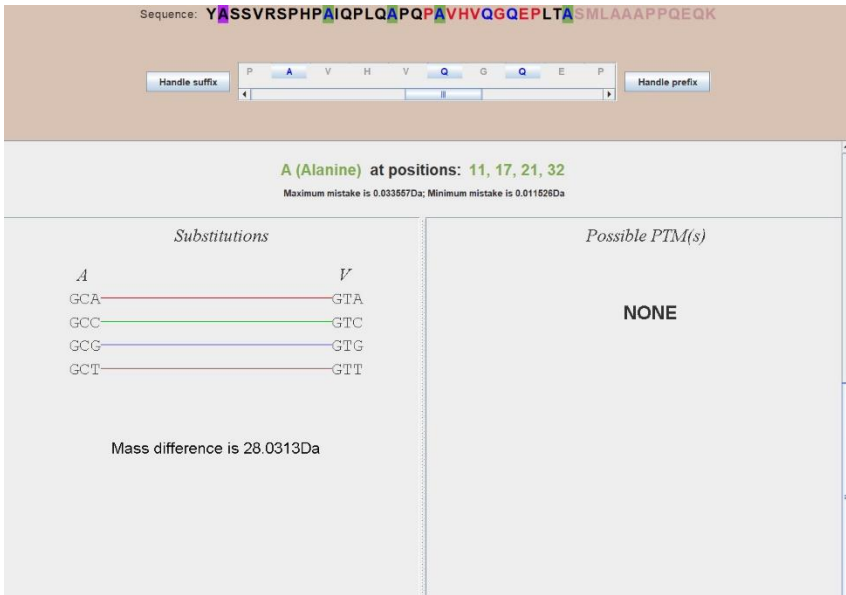 Sequence: YASSVRSPHPAIQPLQAPQPAVHVQGQEPLTASMLAAAPPQEQK
Handle suffix P A V H V Q G Q E P Handle prefix
A (Alanine) at positions: 11, 17, 21, 32
Maximum mistake is 0.033557Da; Minimum mistake is 0.011526Da
Substitutions Possible PTM(s)
A V
GCA GTA
GCC GTC
GCG GTG
GCT GTT
NONE
Mass difference is 28.0313Da